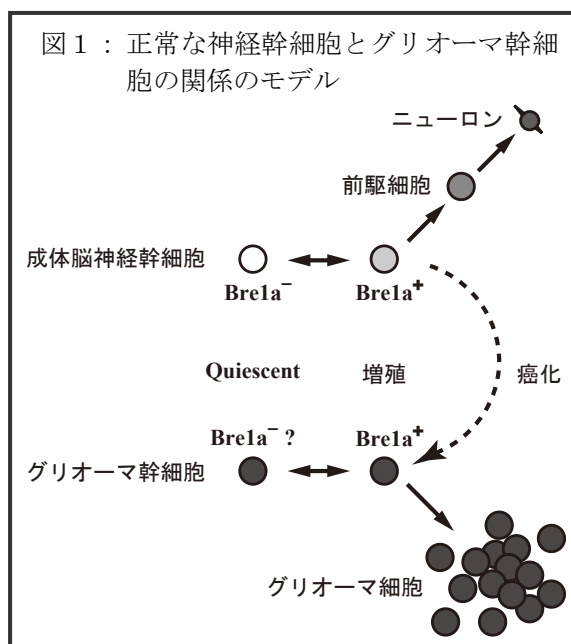 図1：正常な神経幹細胞とグリオーマ幹細
胞の関係のモデル
ニューロン
前駆細胞
成体脳神経幹細胞
Bre1a⁻ Bre1a⁺
Quiescent 増殖 癌化
Bre1a⁻ ? Bre1a⁺
グリオーマ幹細胞
グリオーマ細胞